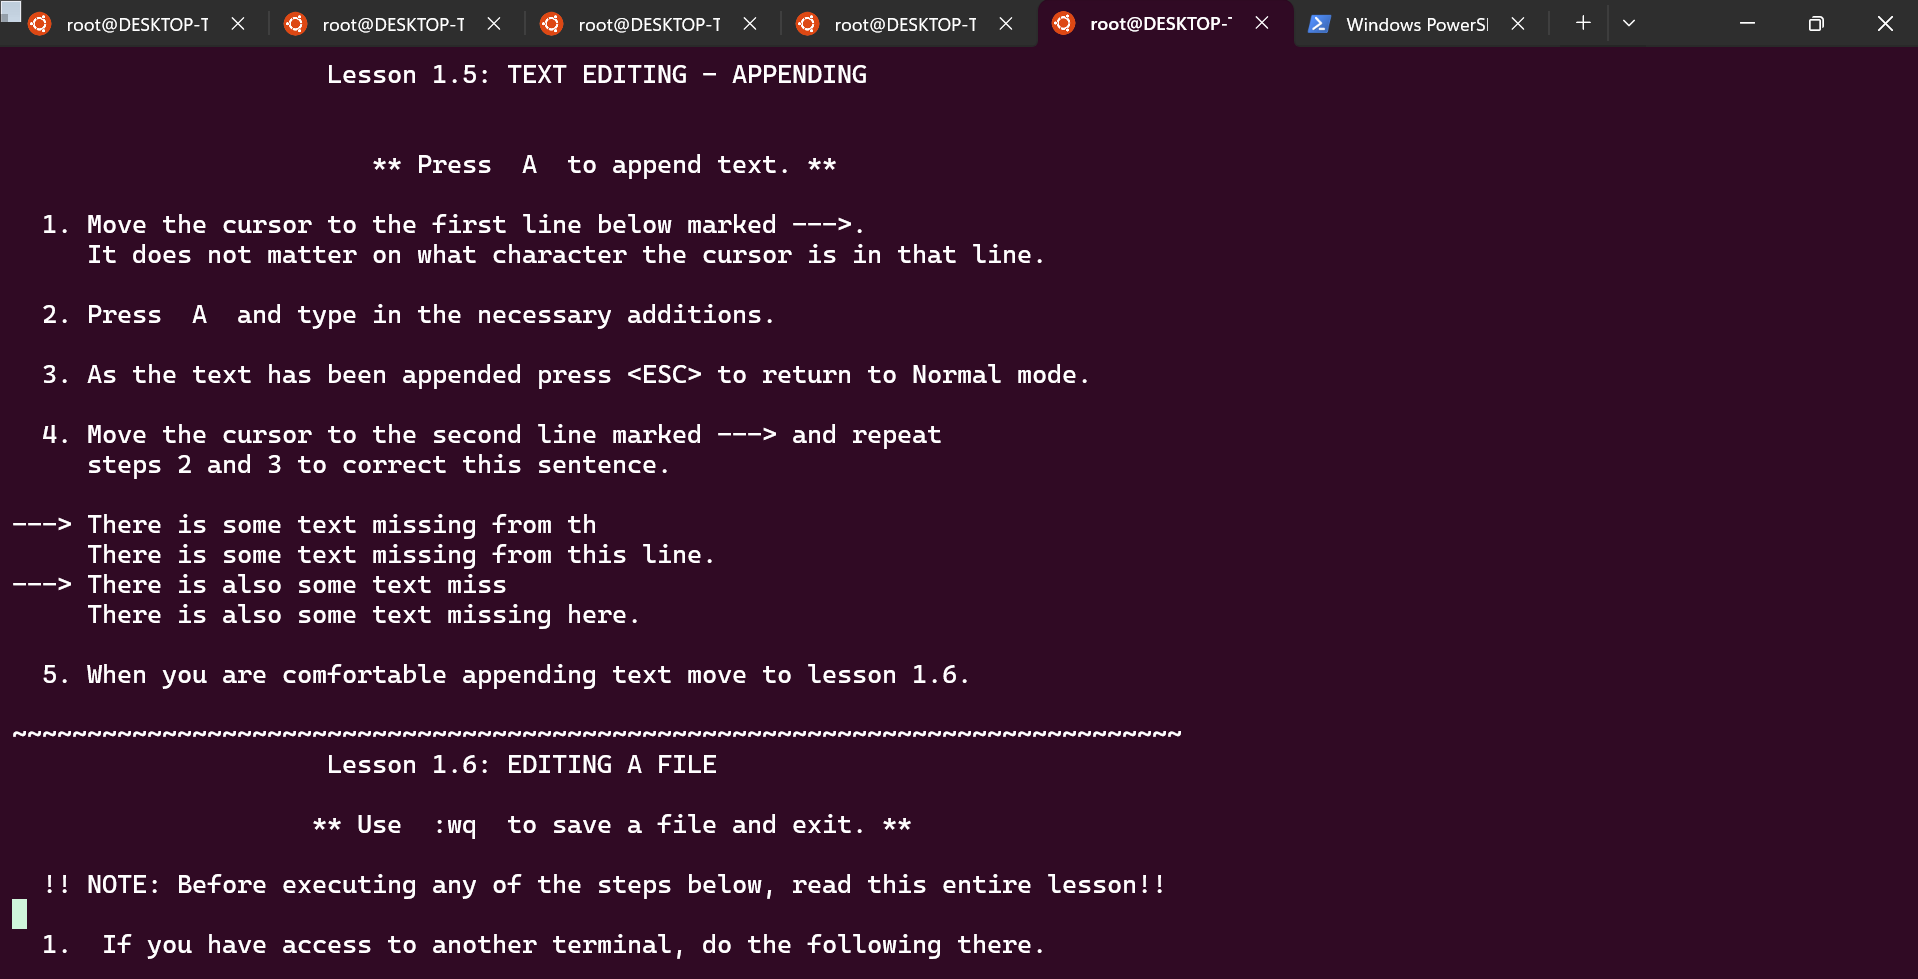 root@DESKTOP-T root@DESKTOP-T root@DESKTOP-T root@DESKTOP-T root@DESKTOP- Windows PowerS
Lesson 1.5: TEXT EDITING - APPENDING
** Press  A  to append text. **
1. Move the cursor to the first line below marked --->.
It does not matter on what character the cursor is in that line.
2. Press  A  and type in the necessary additions.
3. As the text has been appended press <ESC> to return to Normal mode.
4. Move the cursor to the second line marked ---> and repeat
steps 2 and 3 to correct this sentence.
---> There is some text missing from th
There is some text missing from this line.
---> There is also some text miss
There is also some text missing here.
5. When you are comfortable appending text move to lesson 1.6.
~~~~~~~~~~~~~~~~~~~~~~~~~~~~~~~~~~~~~~~~~~~~~~~~~~~~~~~~~~~~~~~~~~~~~~~~~~~~~~
Lesson 1.6: EDITING A FILE
** Use  :wq  to save a file and exit. **
!! NOTE: Before executing any of the steps below, read this entire lesson!!
1.  If you have access to another terminal, do the following there.